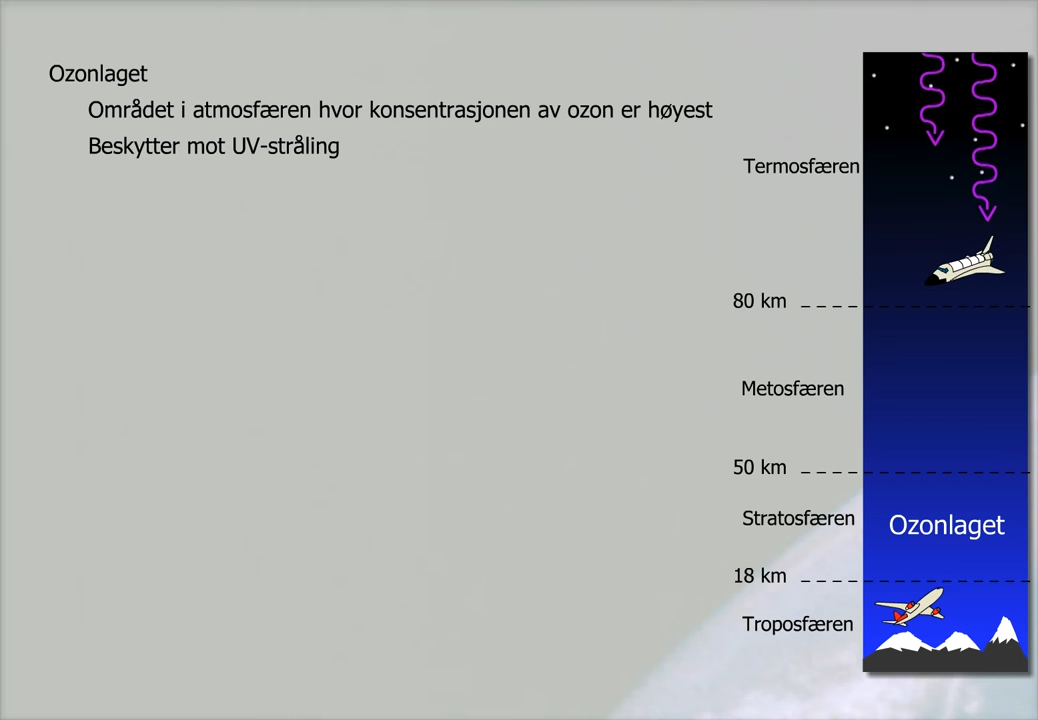 Ozonlaget
Området i atmosfæren hvor konsentrasjonen av ozon er høyest
Beskytter mot UV-stråling
Termosfæren
80 km
Metosfæren
50 km
Stratosfæren
Ozonlaget
18 km
Troposfæren